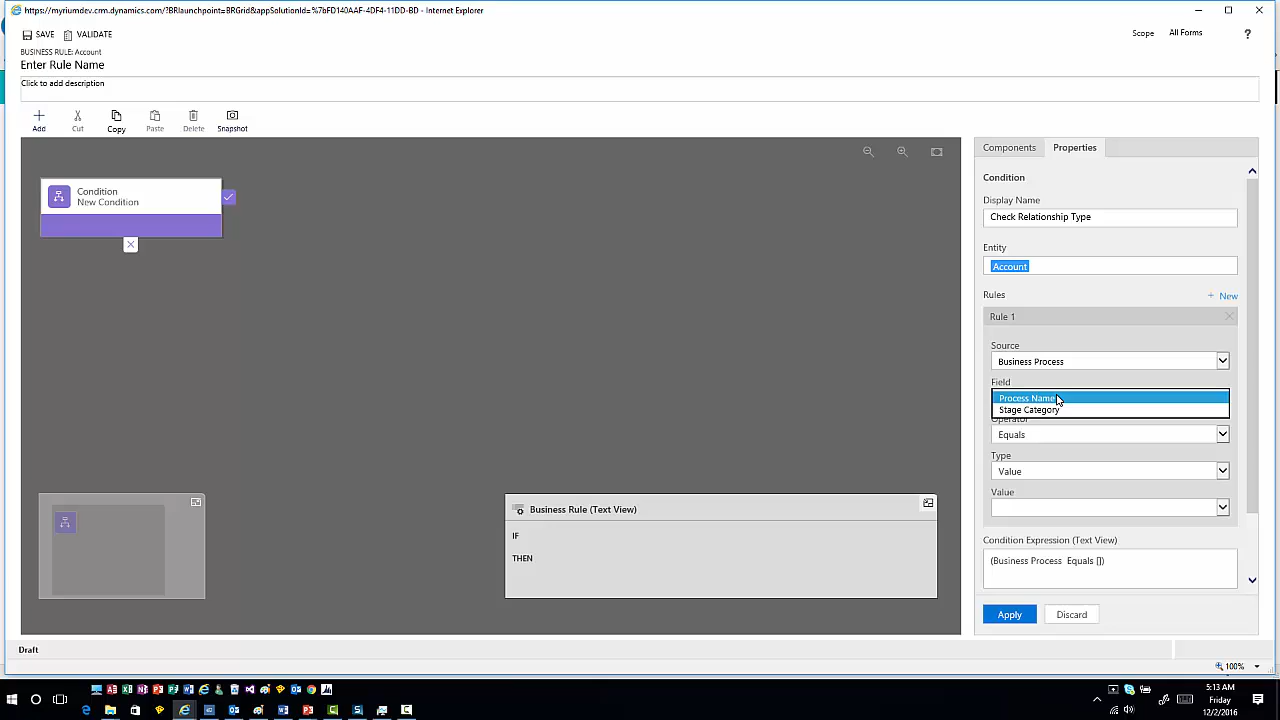 https://myriumdev.crm.dynamics.com/?BRlaunchpoint=BRGrid&appSolutionId=%7bFD140AAF-4DF4-11DD-BD - Internet Explorer
SAVE VALIDATE
Scope All Forms ?
BUSINESS RULE: Account
Enter Rule Name
Click to add description
Add Cut Copy Paste Delete Snapshot
Components Properties
Condition
New Condition
Condition
Display Name
Check Relationship Type
Entity
Account
Rules + New
Rule 1
Source
Business Process
Field
Process Name
Stage Category
Operator
Equals
Type
Value
Value
Business Rule (Text View)
IF
THEN
Condition Expression (Text View)
(Business Process Equals [])
Apply Discard
Draft
100%
5:13 AM
Friday
12/2/2016